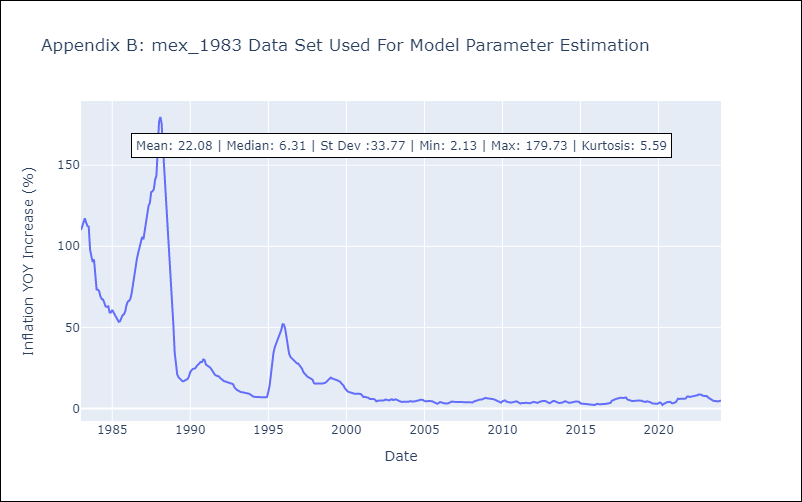 Appendix B: mex_1983 Data Set Used For Model Parameter Estimation
Mean: 22.08 | Median: 6.31 | St Dev :33.77 | Min: 2.13 | Max: 179.73 | Kurtosis: 5.59
Inflation YOY Increase (%)
150
100
50
0
1985 1990 1995 2000 2005 2010 2015 2020
Date